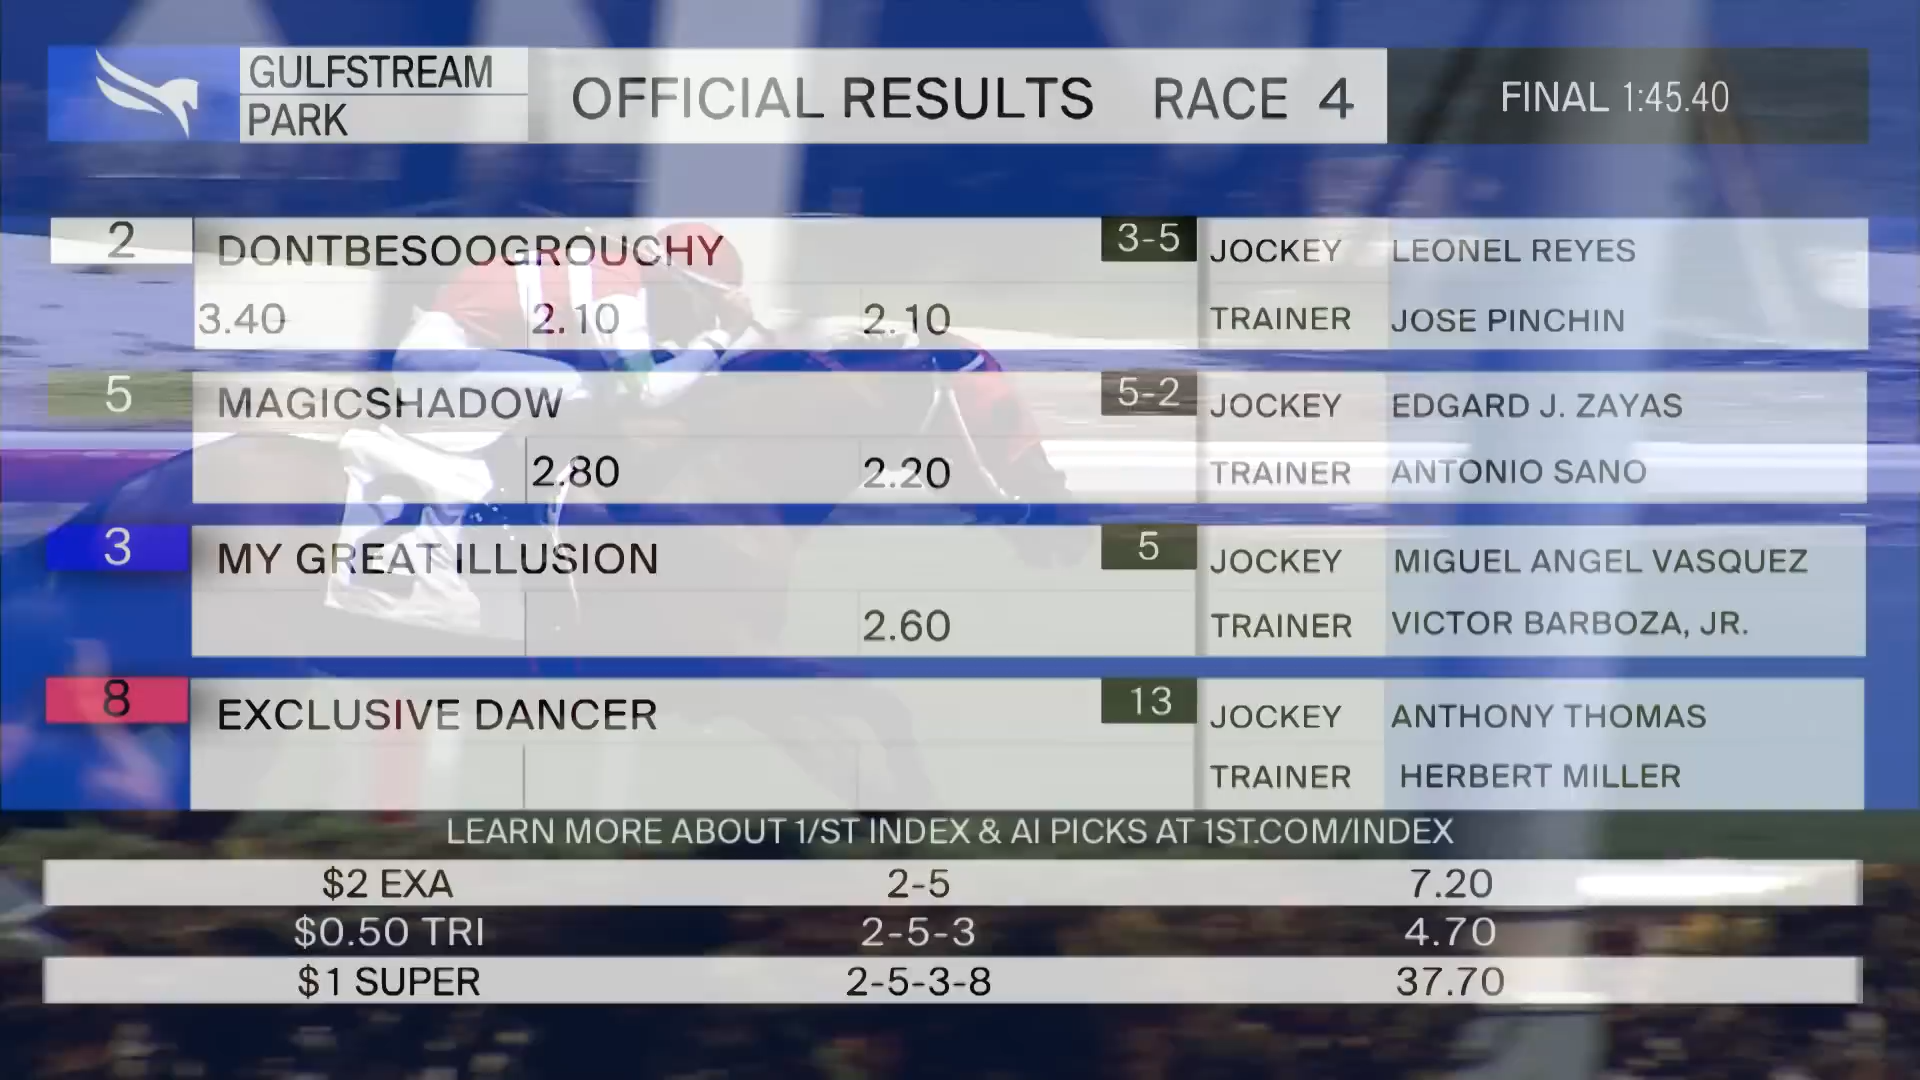 GULFSTREAM
PARK
OFFICIAL RESULTS RACE 4
FINAL 1:45.40
2 DONTBESOOGROUCHY 3-5 JOCKEY LEONEL REYES
3.40 2.10 2.10 TRAINER JOSE PINCHIN
5 MAGICSHADOW 5-2 JOCKEY EDGARD J. ZAYAS
2.80 2.20 TRAINER ANTONIO SANO
3 MY GREAT ILLUSION 5 JOCKEY MIGUEL ANGEL VASQUEZ
2.60 TRAINER VICTOR BARBOZA, JR.
8 EXCLUSIVE DANCER 13 JOCKEY ANTHONY THOMAS
TRAINER HERBERT MILLER
LEARN MORE ABOUT 1/ST INDEX & AI PICKS AT 1ST.COM/INDEX
$2 EXA 2-5 7.20
$0.50 TRI 2-5-3 4.70
$1 SUPER 2-5-3-8 37.70